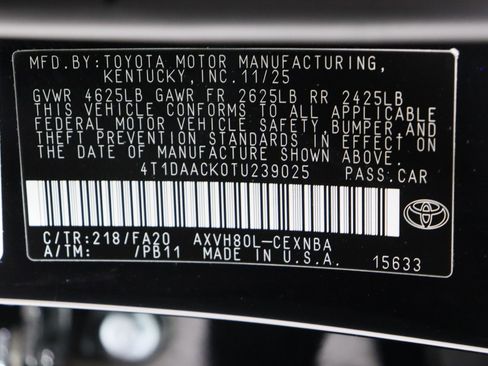 MFD.BY:TOYOTA MOTOR MANUFACTURING,
KENTUCKY,INC.11/25
GVWR 4625LB GAWR FR 2625LB RR 2425LB
THIS VEHICLE CONFORMS TO ALL APPLICABLE
FEDERAL MOTOR VEHICLE SAFETY,BUMPER,AND
THEFT PREVENTION STANDARDS IN EFFECT ON
THE DATE OF MANUFACTURE SHOWN ABOVE.
4T1DAACK0TU239025 PASS.CAR
C/TR:218/FA20 AXVH80L-CEXNBA
A/TM: /PB11 MADE IN U.S.A. 15633